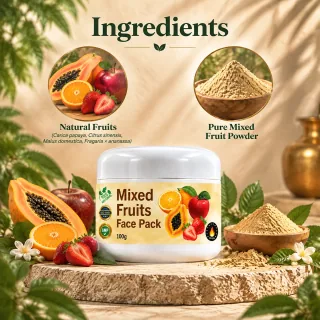 Ingredients
Natural Fruits
(Carica papaya, Citrus sinensis,
Malus domestica, Fragaria × ananassa)
Pure Mixed
Fruit Powder
Mixed
Fruits
Face Pack
100g